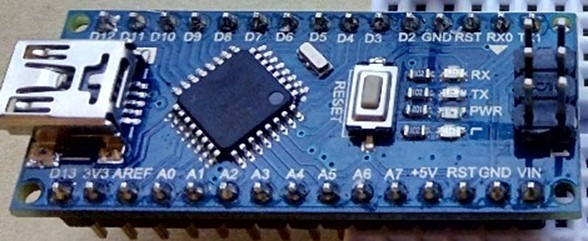 D12 D11 D10 D9 D8 D7 D6 D5 D4 D3 D2 GND RST RX0
RESET
RX
TX
PWR
L
D13 3V3 AREF A0 A1 A2 A3 A4 A5 A6 A7 +5V RST GND VIN